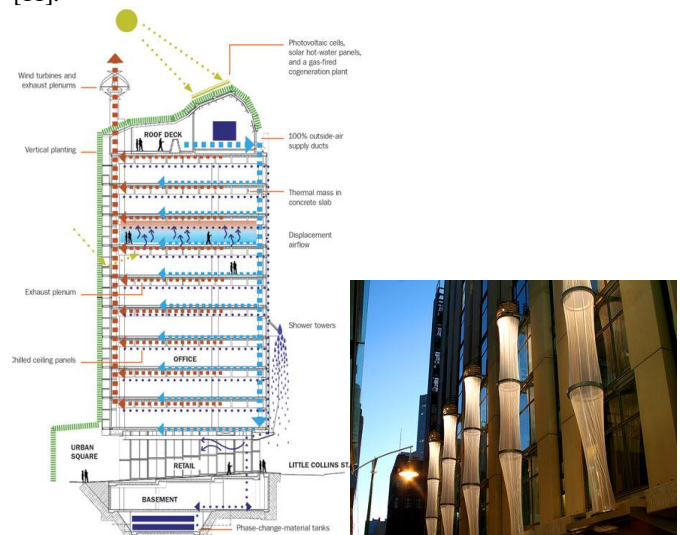 [11].
Photovoltaic cells,
solar hot-water panels,
and a gas-fired
cogeneration plant
Wind turbines and
exhaust plenums
ROOF DECK
100% outside-air
supply ducts
Vertical planting
Thermal mass in
concrete slab
Displacement
airflow
Exhaust plenum
Shower towers
Chilled ceiling panels
OFFICE
URBAN
SQUARE
RETAIL
LITTLE COLLINS ST.
BASEMENT
Phase-change-material tanks